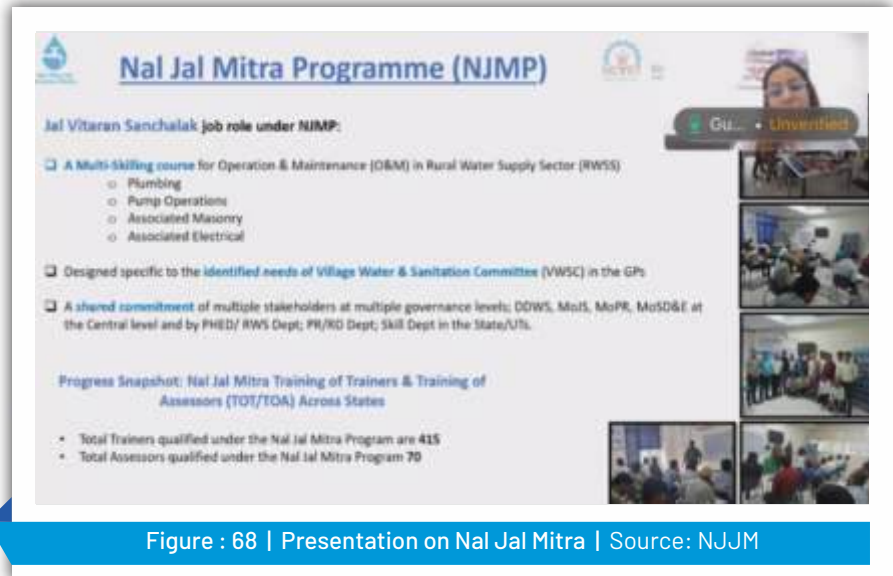 Nal Jal Mitra Programme (NJMP)
Gu... • Unverified
Jal Vitaran Sanchalak job role under NJMP:
❑ A Multi-Skilling course for Operation & Maintenance (O&M) in Rural Water Supply Sector (RWSS)
o Plumbing
o Pump Operations
o Associated Masonry
o Associated Electrical
❑ Designed specific to the identified needs of Village Water & Sanitation Committee (VWSC) in the GPs
❑ A shared commitment of multiple stakeholders at multiple governance levels; DDWS, MoJS, MoPR, MoSD&E at
the Central level and by PHED/ RWS Dept; PR/RD Dept; Skill Dept in the State/UTs.
Progress Snapshot: Nal Jal Mitra Training of Trainers & Training of
Assessors (TOT/TOA) Across States
• Total Trainers qualified under the Nal Jal Mitra Program are 415
• Total Assessors qualified under the Nal Jal Mitra Program 70
Figure : 68 | Presentation on Nal Jal Mitra | Source: NJJM